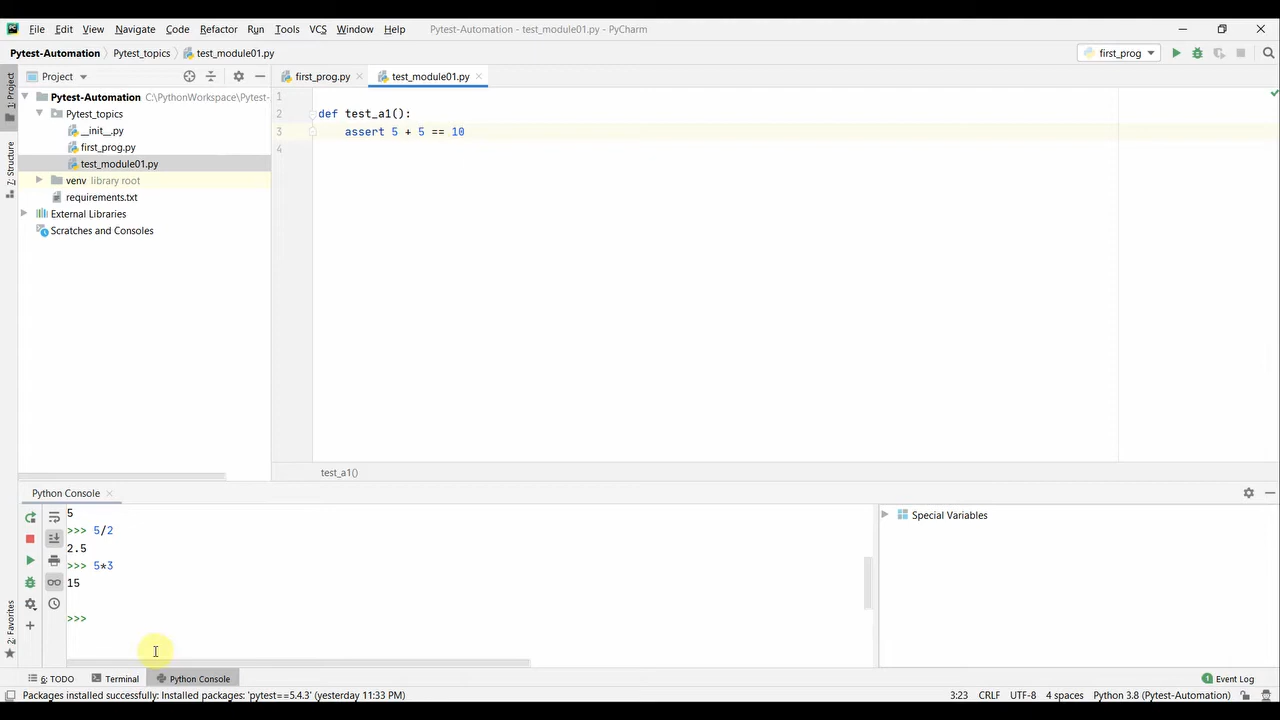 File Edit View Navigate Code Refactor Run Tools VCS Window Help Pytest-Automation - test_module01.py - PyCharm
Pytest-Automation Pytest_topics test_module01.py first_prog
1: Project
Project
first_prog.py test_module01.py
Pytest-Automation C:\PythonWorkspace\Pytest-
Pytest_topics
__init__.py
first_prog.py
test_module01.py
venv library root
requirements.txt
External Libraries
Scratches and Consoles
Z: Structure
2: Favorites
1
2 def test_a1():
3 assert 5 + 5 == 10
4
test_a1()
Python Console
5
>>> 5/2
2.5
>>> 5*3
15
>>>
Special Variables
6: TODO Terminal Python Console 1 Event Log
Packages installed successfully: Installed packages: 'pytest==5.4.3' (yesterday 11:33 PM) 3:23 CRLF UTF-8 4 spaces Python 3.8 (Pytest-Automation)